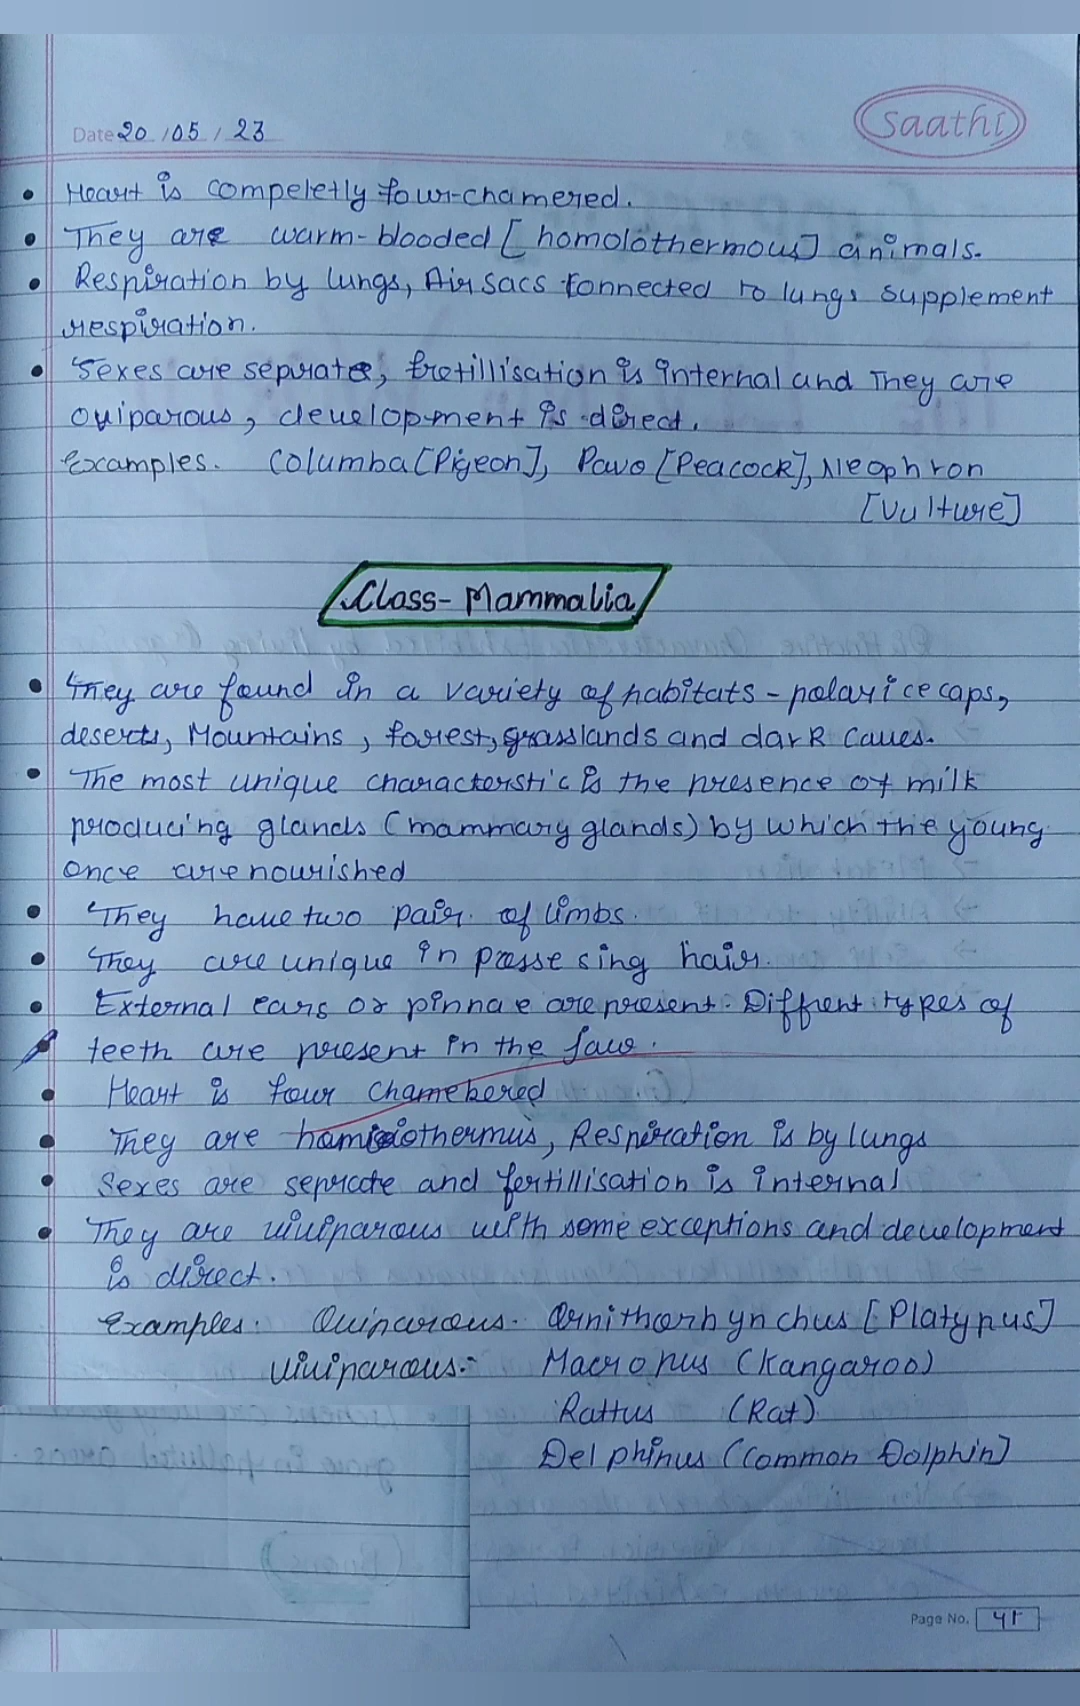 Saathi
Date 20 /05 / 23
• Heart is compeletly four-chamered.
• They are warm-blooded [homolothermous] animals.
• Respiration by lungs, Air sacs connected to lungs supplement
respiration.
• Sexes are seprate, fretillisation is internal and They are
oviparous, development is direct.
Examples. Columba [Pigeon], Pavo [Peacock], Neophron
[Vulture]
Class- Mammalia
• They are found in a variety of habitats - polar ice caps,
deserts, Mountains, forest, grasslands and dark caves.
• The most unique characterstic is the presence of milk
producing glands (mammary glands) by which the young
once are nourished
• They have two pair of limbs.
• They are unique in possesing hair.
• External ears or pinnae are present. Diffrent types of
teeth are present in the jaw.
• Heart is four chamebered
• They are homiothermus, Respiration is by lungs
• Sexes are seprate and fertillisation is internal
• They are viviparous with some exceptions and development
is direct.
Examples. Oviparous. Ornithorhynchus [Platypus]
Viviparous:- Macropus (Kangaroo)
Rattus (Rat)
Delphinus (Common Dolphin]
Page No. 41